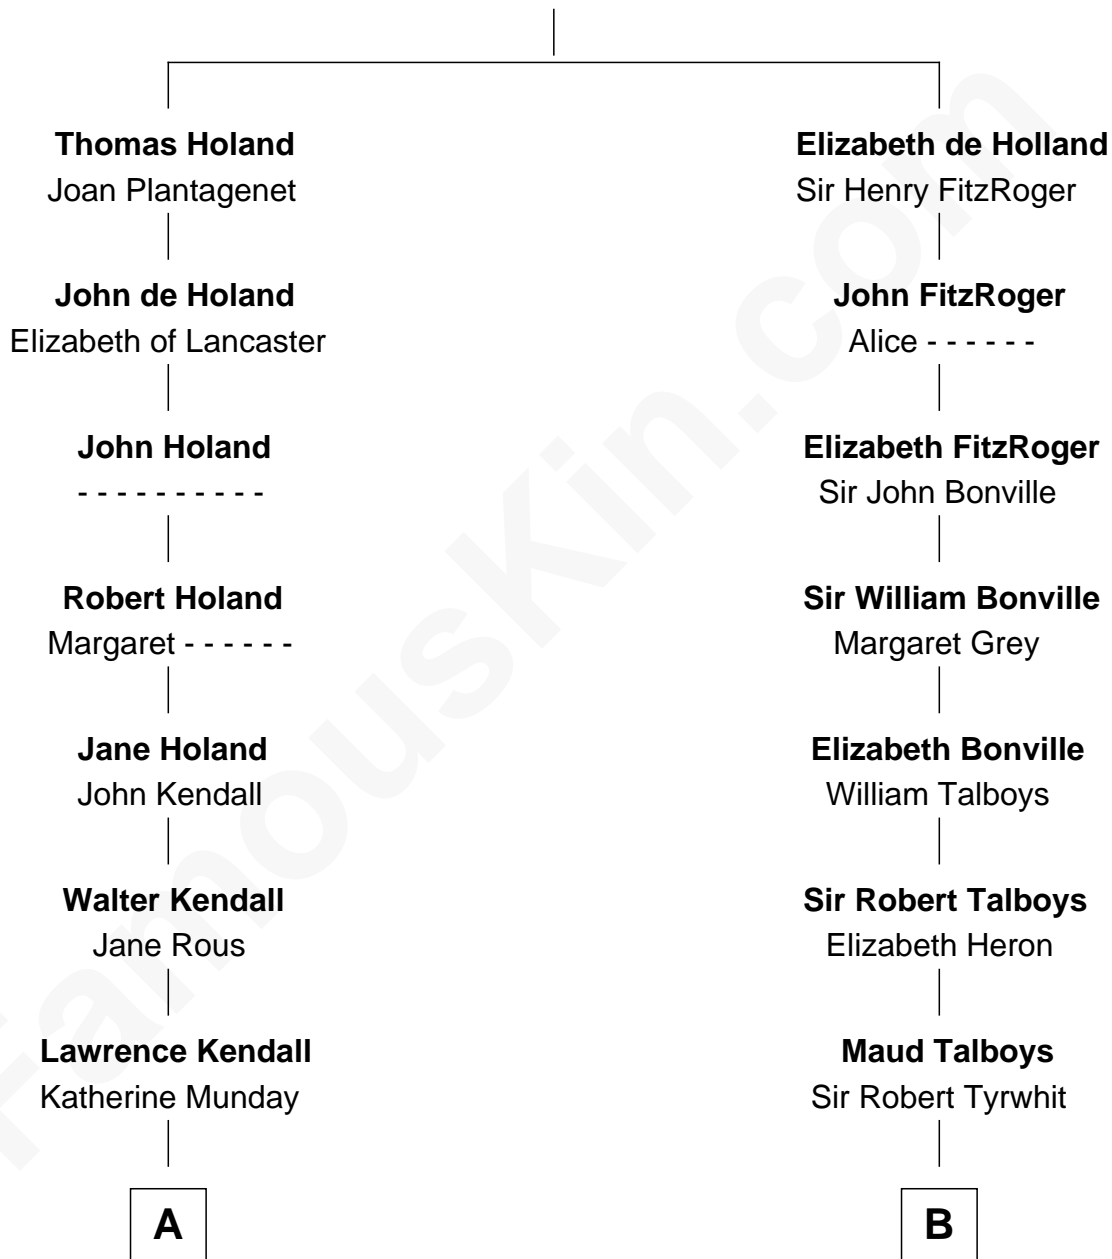 Thomas Holand
Joan Plantagenet
John de Holand
Elizabeth of Lancaster
John Holand
- - - - - - - - - -
Robert Holand
Margaret - - - - - -
Jane Holand
John Kendall
Walter Kendall
Jane Rous
Lawrence Kendall
Katherine Munday
A
Elizabeth de Holland
Sir Henry FitzRoger
John FitzRoger
Alice - - - - - -
Elizabeth FitzRoger
Sir John Bonville
Sir William Bonville
Margaret Grey
Elizabeth Bonville
William Talboys
Sir Robert Talboys
Elizabeth Heron
Maud Talboys
Sir Robert Tyrwhit
B
FamousKin.com